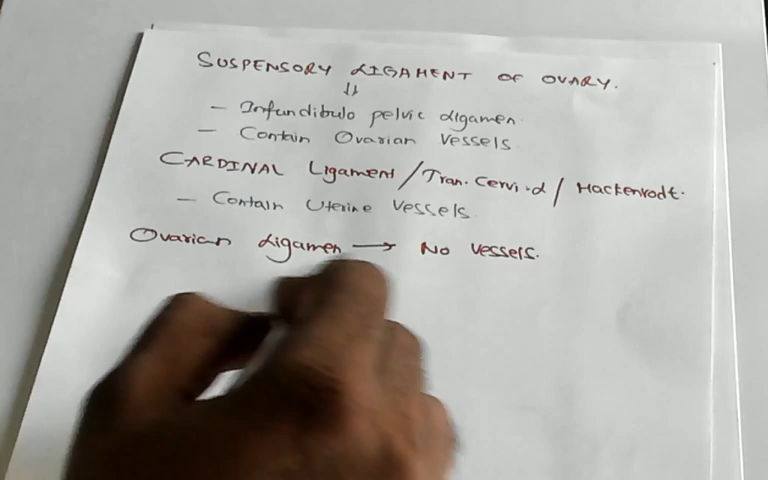 SUSPENSORY LIGAMENT OF OVARY.
⇓
- Infundibulo pelvic Ligamen
- Contain Ovarian Vessels
CARDINAL Ligament / Tran. Cervi.d / Mackenrodt.
- Contain Uterine Vessels
Ovarian Ligamen → No vessels.